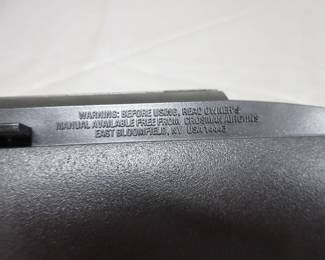 WARNING: BEFORE USING, READ OWNER'S
MANUAL AVAILABLE FREE FROM CROSMAN AIRGUNS
EAST BLOOMFIELD, NY USA 14443